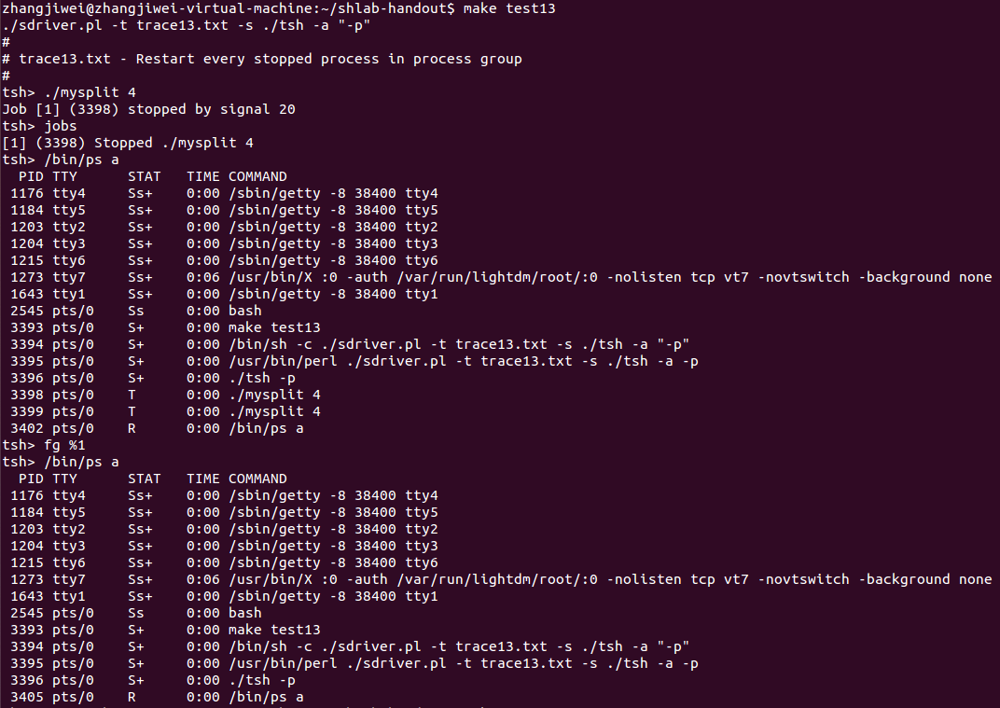 zhangjiwei@zhangjiwei-virtual-machine:~/shlab-handout$ make test13
./sdriver.pl -t trace13.txt -s ./tsh -a "-p"
#
# trace13.txt - Restart every stopped process in process group
#
tsh> ./mysplit 4
Job [1] (3398) stopped by signal 20
tsh> jobs
[1] (3398) Stopped ./mysplit 4
tsh> /bin/ps a
  PID TTY      STAT   TIME COMMAND
 1176 tty4     Ss+    0:00 /sbin/getty -8 38400 tty4
 1184 tty5     Ss+    0:00 /sbin/getty -8 38400 tty5
 1203 tty2     Ss+    0:00 /sbin/getty -8 38400 tty2
 1204 tty3     Ss+    0:00 /sbin/getty -8 38400 tty3
 1215 tty6     Ss+    0:00 /sbin/getty -8 38400 tty6
 1273 tty7     Ss+    0:06 /usr/bin/X :0 -auth /var/run/lightdm/root/:0 -nolisten tcp vt7 -novtswitch -background none
 1643 tty1     Ss+    0:00 /sbin/getty -8 38400 tty1
 2545 pts/0    Ss     0:00 bash
 3393 pts/0    S+     0:00 make test13
 3394 pts/0    S+     0:00 /bin/sh -c ./sdriver.pl -t trace13.txt -s ./tsh -a "-p"
 3395 pts/0    S+     0:00 /usr/bin/perl ./sdriver.pl -t trace13.txt -s ./tsh -a -p
 3396 pts/0    S+     0:00 ./tsh -p
 3398 pts/0    T      0:00 ./mysplit 4
 3399 pts/0    T      0:00 ./mysplit 4
 3402 pts/0    R      0:00 /bin/ps a
tsh> fg %1
tsh> /bin/ps a
  PID TTY      STAT   TIME COMMAND
 1176 tty4     Ss+    0:00 /sbin/getty -8 38400 tty4
 1184 tty5     Ss+    0:00 /sbin/getty -8 38400 tty5
 1203 tty2     Ss+    0:00 /sbin/getty -8 38400 tty2
 1204 tty3     Ss+    0:00 /sbin/getty -8 38400 tty3
 1215 tty6     Ss+    0:00 /sbin/getty -8 38400 tty6
 1273 tty7     Ss+    0:06 /usr/bin/X :0 -auth /var/run/lightdm/root/:0 -nolisten tcp vt7 -novtswitch -background none
 1643 tty1     Ss+    0:00 /sbin/getty -8 38400 tty1
 2545 pts/0    Ss     0:00 bash
 3393 pts/0    S+     0:00 make test13
 3394 pts/0    S+     0:00 /bin/sh -c ./sdriver.pl -t trace13.txt -s ./tsh -a "-p"
 3395 pts/0    S+     0:00 /usr/bin/perl ./sdriver.pl -t trace13.txt -s ./tsh -a -p
 3396 pts/0    S+     0:00 ./tsh -p
 3405 pts/0    R      0:00 /bin/ps a